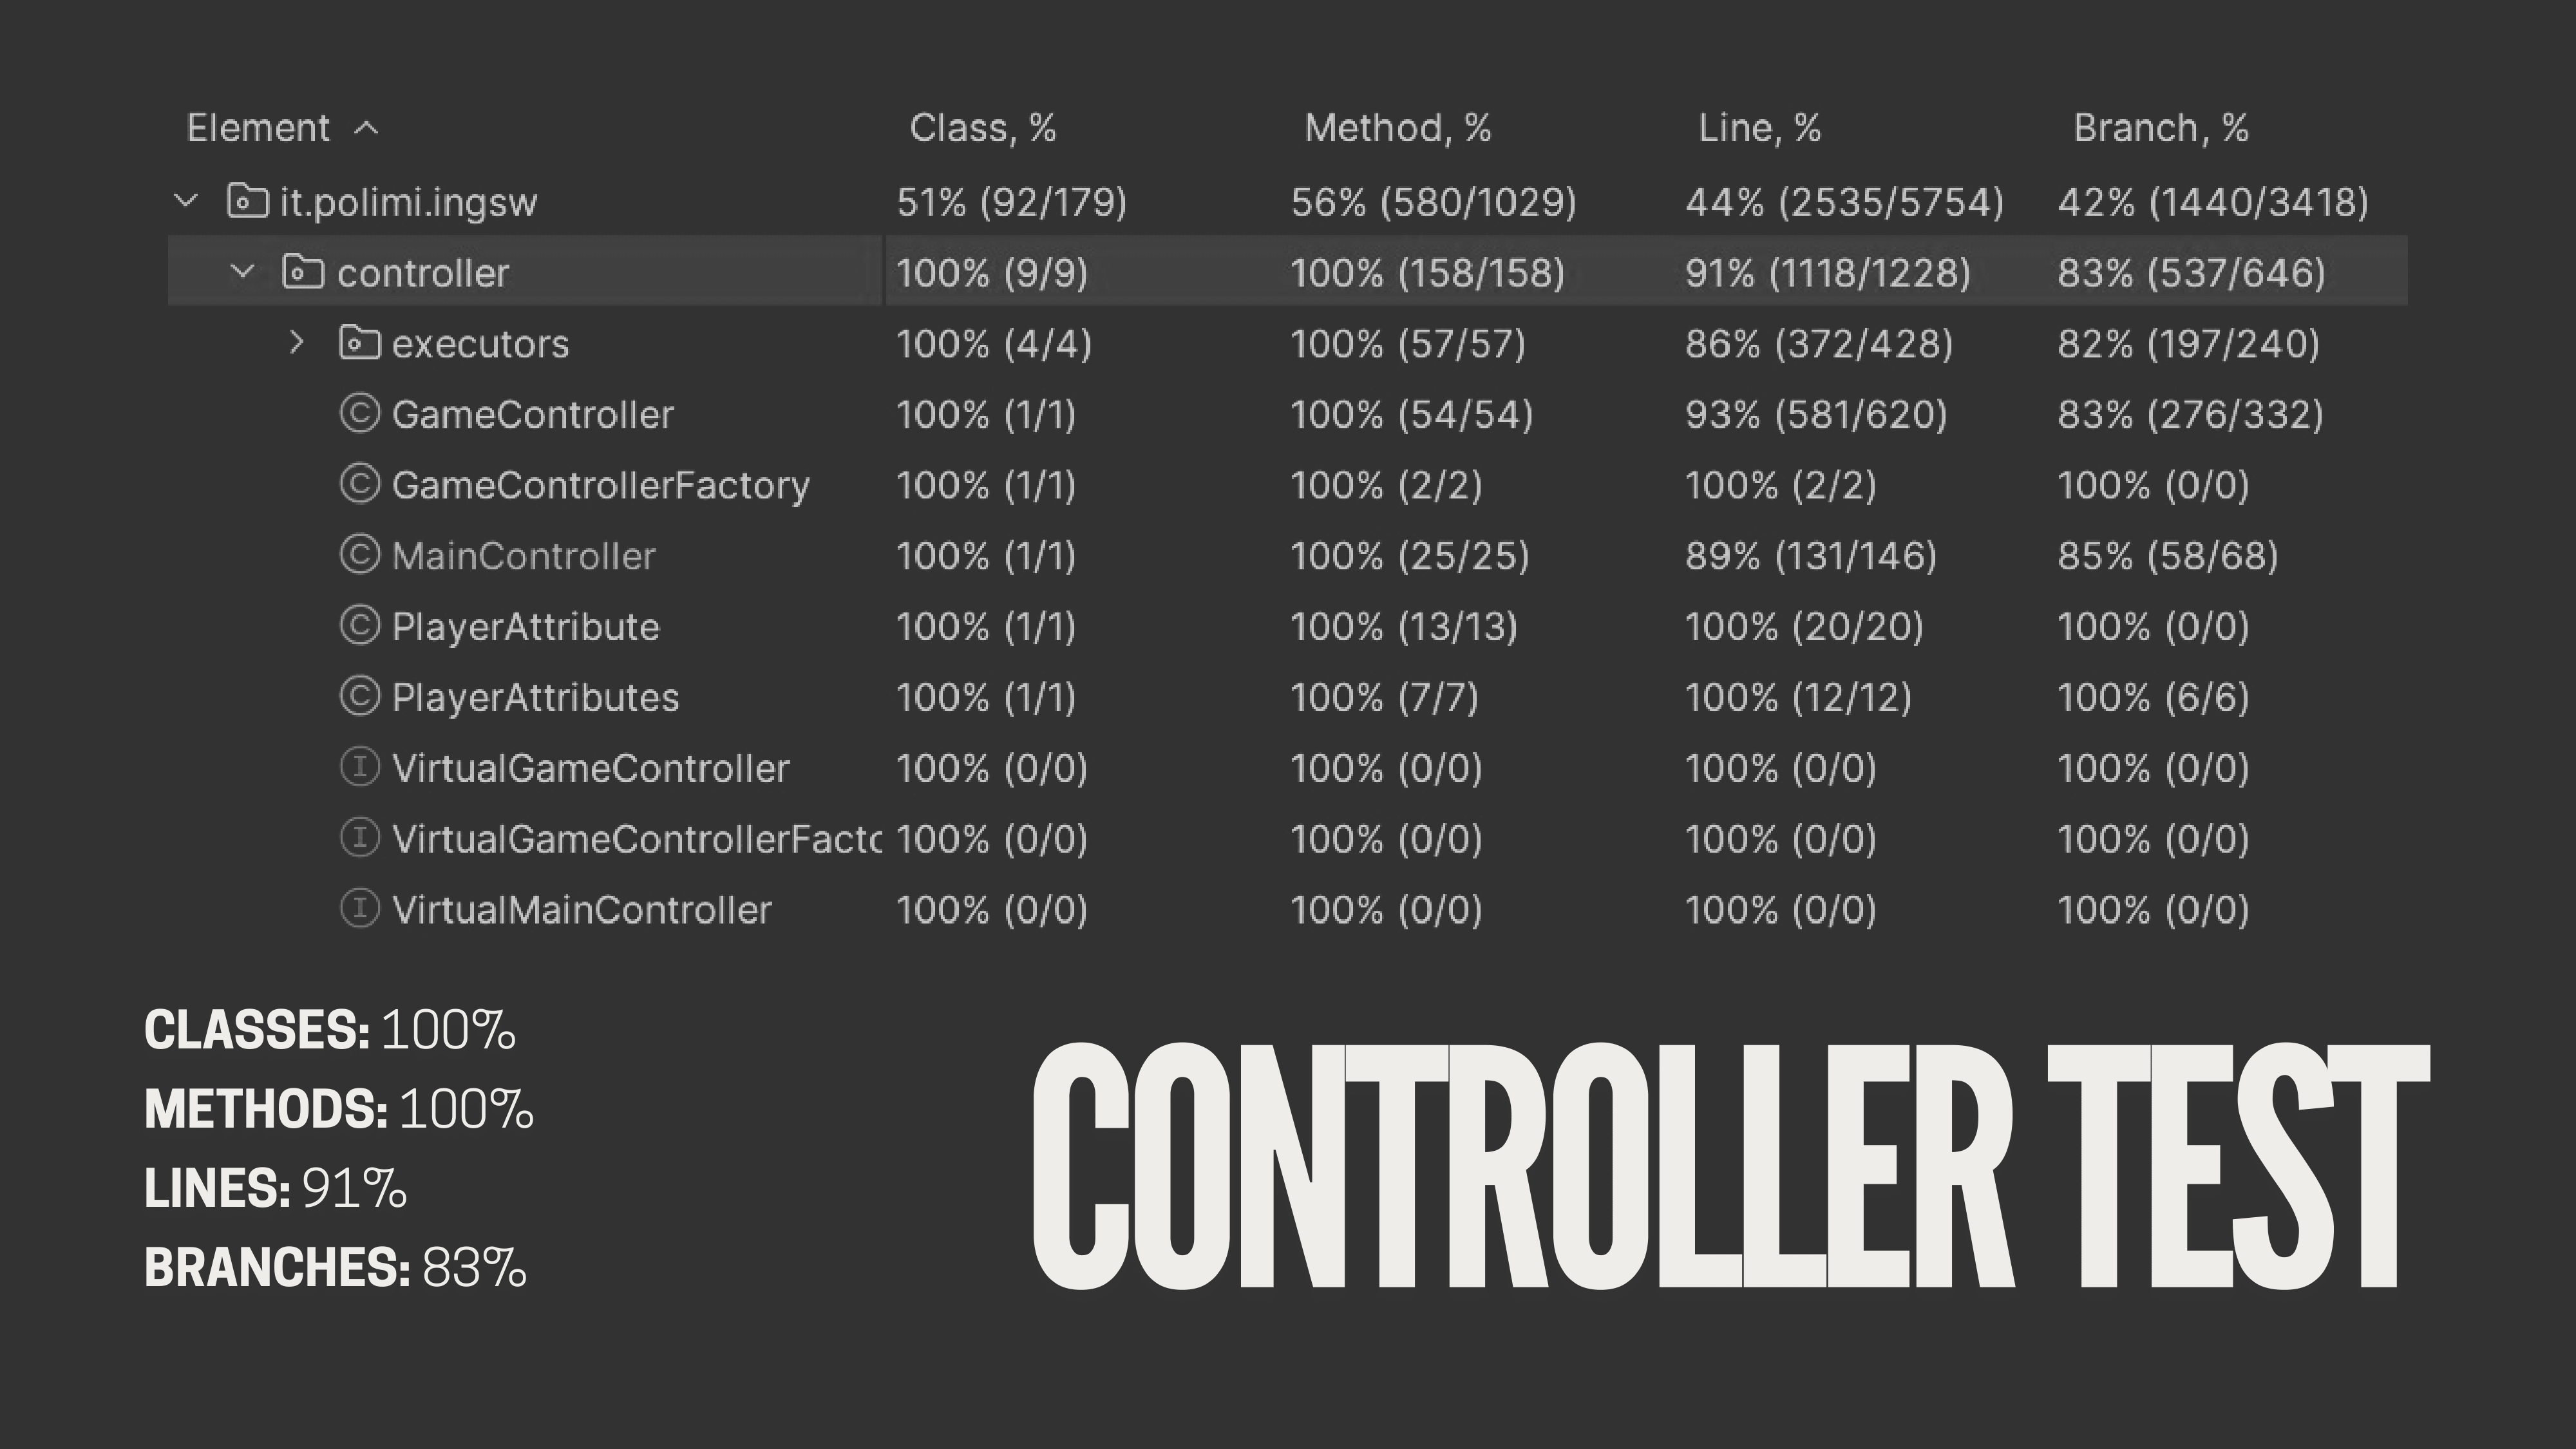 Element Class, % Method, % Line, % Branch, %
it.polimi.ingsw 51% (92/179) 56% (580/1029) 44% (2535/5754) 42% (1440/3418)
controller 100% (9/9) 100% (158/158) 91% (1118/1228) 83% (537/646)
executors 100% (4/4) 100% (57/57) 86% (372/428) 82% (197/240)
GameController 100% (1/1) 100% (54/54) 93% (581/620) 83% (276/332)
GameControllerFactory 100% (1/1) 100% (2/2) 100% (2/2) 100% (0/0)
MainController 100% (1/1) 100% (25/25) 89% (131/146) 85% (58/68)
PlayerAttribute 100% (1/1) 100% (13/13) 100% (20/20) 100% (0/0)
PlayerAttributes 100% (1/1) 100% (7/7) 100% (12/12) 100% (6/6)
VirtualGameController 100% (0/0) 100% (0/0) 100% (0/0) 100% (0/0)
VirtualGameControllerFacto 100% (0/0) 100% (0/0) 100% (0/0) 100% (0/0)
VirtualMainController 100% (0/0) 100% (0/0) 100% (0/0) 100% (0/0)
CLASSES: 100%
METHODS: 100%
LINES: 91%
BRANCHES: 83%
CONTROLLER TEST